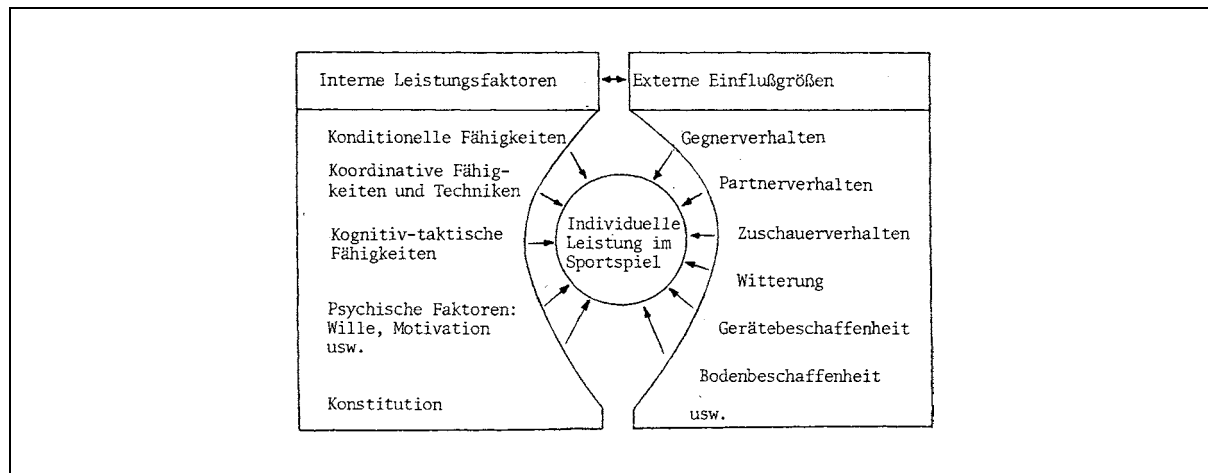 Interne Leistungsfaktoren
Externe Einflußgrößen
Konditionelle Fähigkeiten
Koordinative Fähig-
keiten und Techniken
Kognitiv-taktische
Fähigkeiten
Psychische Faktoren:
Wille, Motivation
usw.
Konstitution
Individuelle
Leistung im
Sportspiel
Gegnerverhalten
Partnerverhalten
Zuschauerverhalten
Witterung
Gerätebeschaffenheit
Bodenbeschaffenheit
usw.